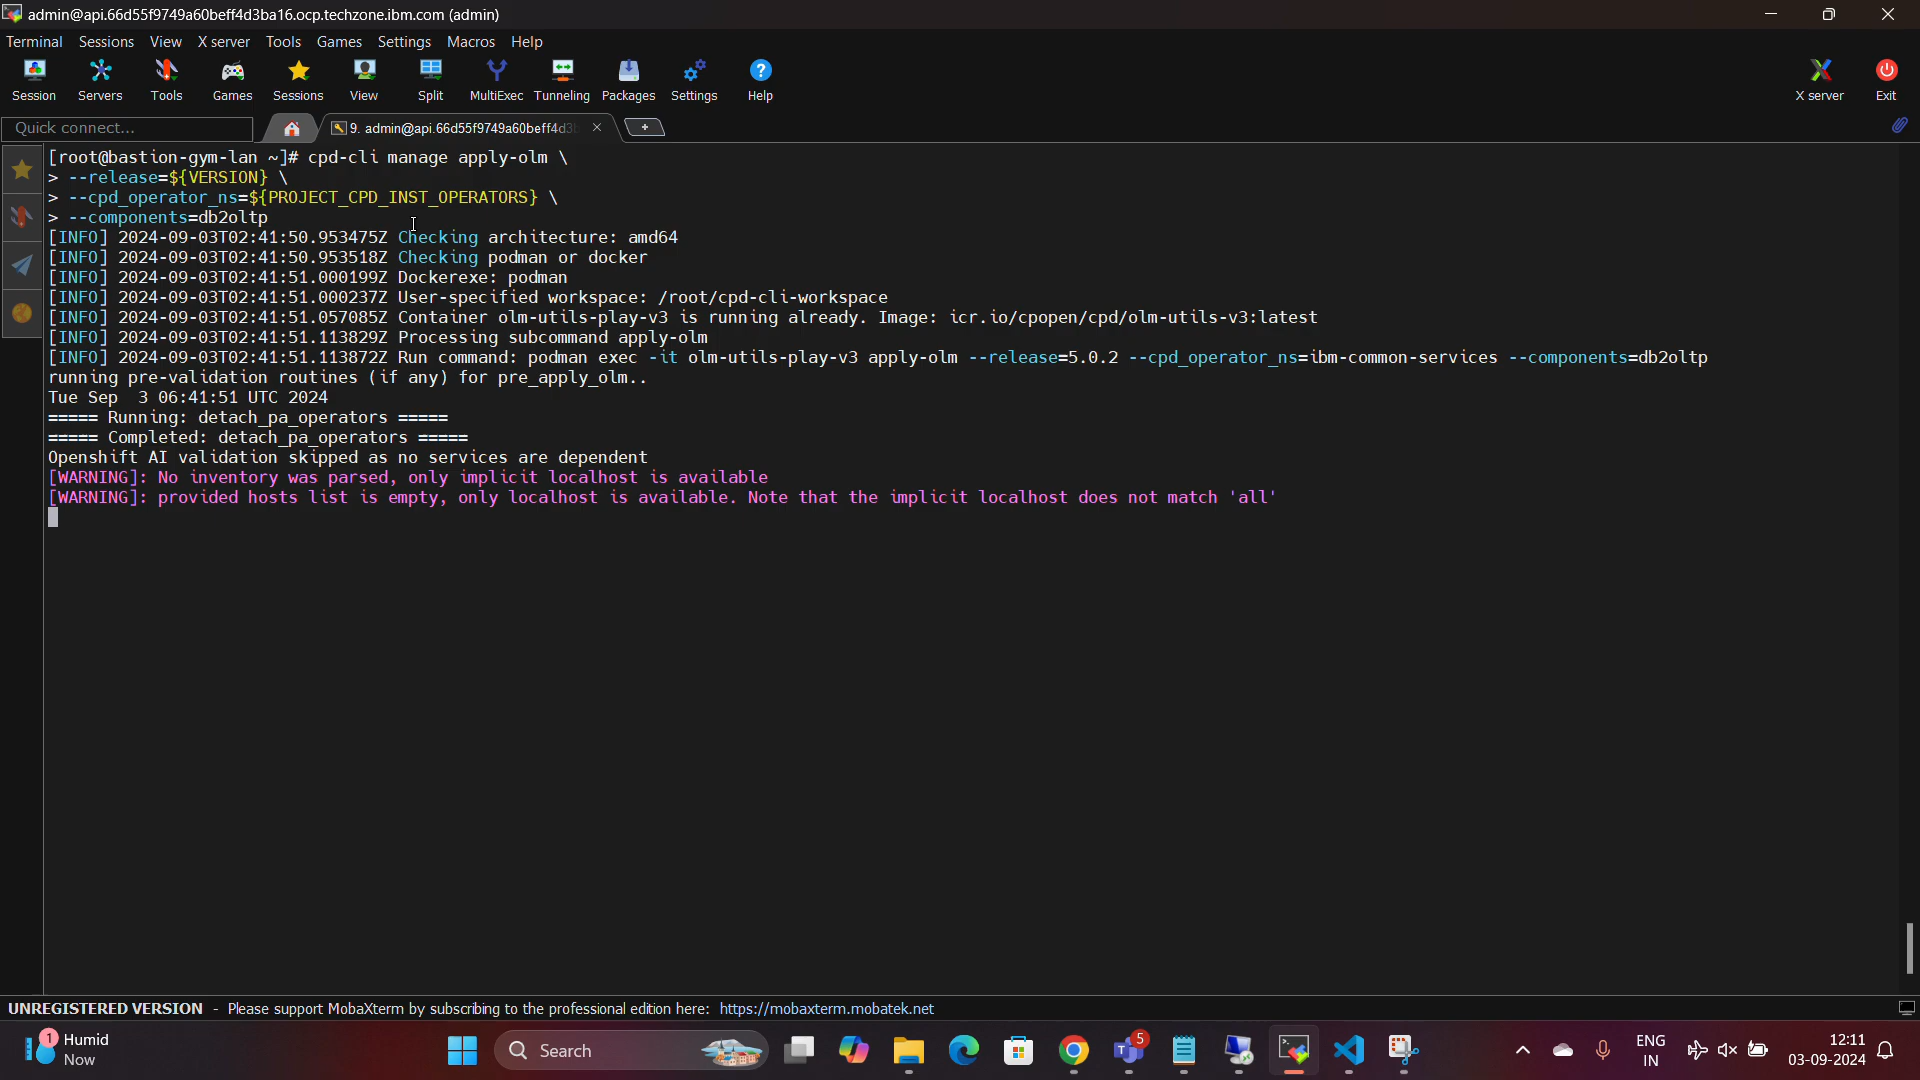 admin@api.66d55f9749a60beff4d3ba16.ocp.techzone.ibm.com (admin)
Terminal Sessions View X server Tools Games Settings Macros Help
Session Servers Tools Games Sessions View Split MultiExec Tunneling Packages Settings Help X server Exit
Quick connect... 9. admin@api.66d55f9749a60beff4d3
[root@bastion-gym-lan ~]# cpd-cli manage apply-olm \
> --release=${VERSION} \
> --cpd_operator_ns=${PROJECT_CPD_INST_OPERATORS} \
> --components=db2oltp
[INFO] 2024-09-03T02:41:50.953475Z Checking architecture: amd64
[INFO] 2024-09-03T02:41:50.953518Z Checking podman or docker
[INFO] 2024-09-03T02:41:51.000199Z Dockerexe: podman
[INFO] 2024-09-03T02:41:51.000237Z User-specified workspace: /root/cpd-cli-workspace
[INFO] 2024-09-03T02:41:51.057085Z Container olm-utils-play-v3 is running already. Image: icr.io/cpopen/cpd/olm-utils-v3:latest
[INFO] 2024-09-03T02:41:51.113829Z Processing subcommand apply-olm
[INFO] 2024-09-03T02:41:51.113872Z Run command: podman exec -it olm-utils-play-v3 apply-olm --release=5.0.2 --cpd_operator_ns=ibm-common-services --components=db2oltp
running pre-validation routines (if any) for pre_apply_olm..
Tue Sep  3 06:41:51 UTC 2024
===== Running: detach_pa_operators =====
===== Completed: detach_pa_operators =====
Openshift AI validation skipped as no services are dependent
[WARNING]: No inventory was parsed, only implicit localhost is available
[WARNING]: provided hosts list is empty, only localhost is available. Note that the implicit localhost does not match 'all'
UNREGISTERED VERSION - Please support MobaXterm by subscribing to the professional edition here: https://mobaxterm.mobatek.net
1 Humid
Now
Search
5
ENG
IN
12:11
03-09-2024